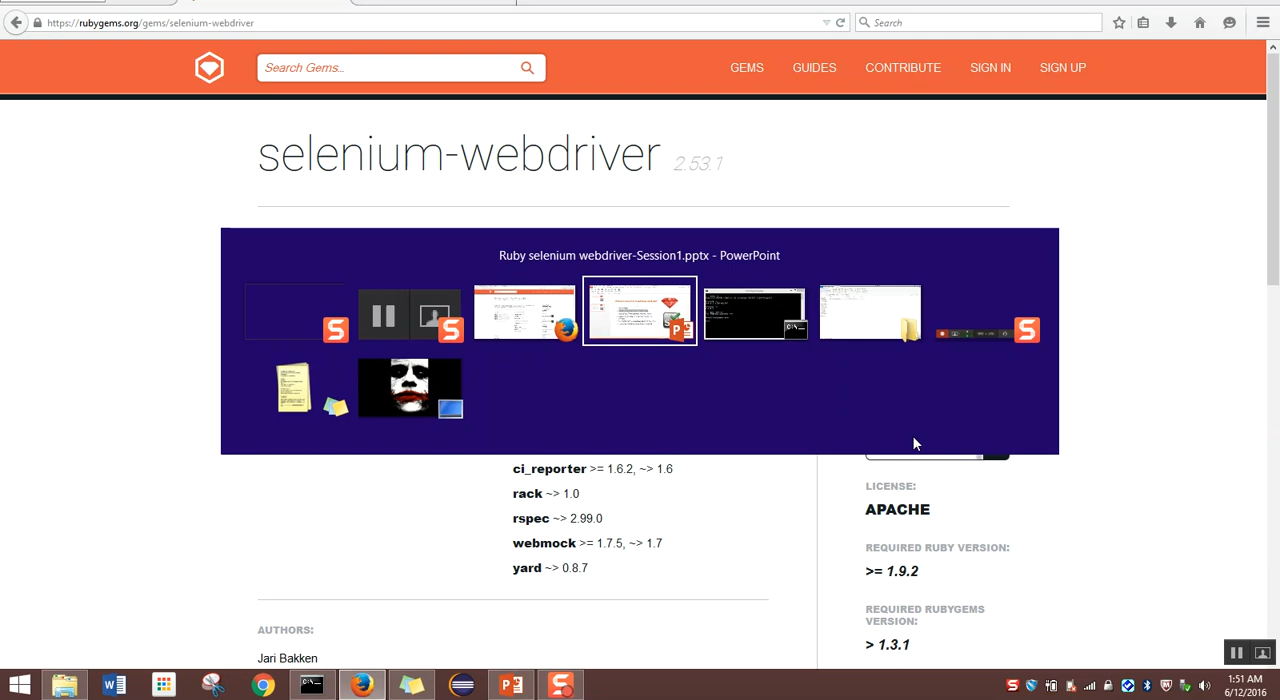 https://rubygems.org/gems/selenium-webdriver
Search
Search Gems...
GEMS
GUIDES
CONTRIBUTE
SIGN IN
SIGN UP
selenium-webdriver 2.53.1
Ruby selenium webdriver-Session1.pptx - PowerPoint
ci_reporter >= 1.6.2, ~> 1.6
rack ~> 1.0
rspec ~> 2.99.0
webmock >= 1.7.5, ~> 1.7
yard ~> 0.8.7
LICENSE:
APACHE
REQUIRED RUBY VERSION:
>= 1.9.2
REQUIRED RUBYGEMS
VERSION:
> 1.3.1
AUTHORS:
Jari Bakken
1:51 AM
6/12/2016